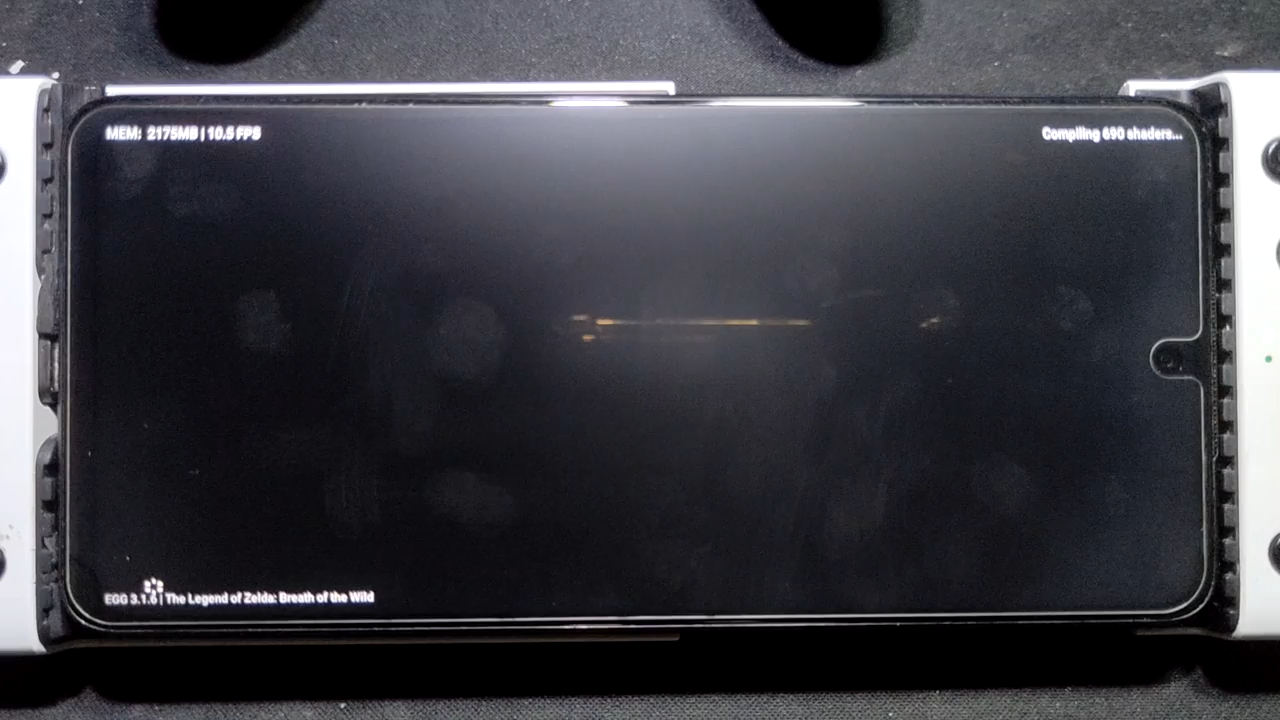 MEM: 2175MB | 10.5 FPS
Compiling 690 shaders...
EGG 3.1.6 | The Legend of Zelda: Breath of the Wild